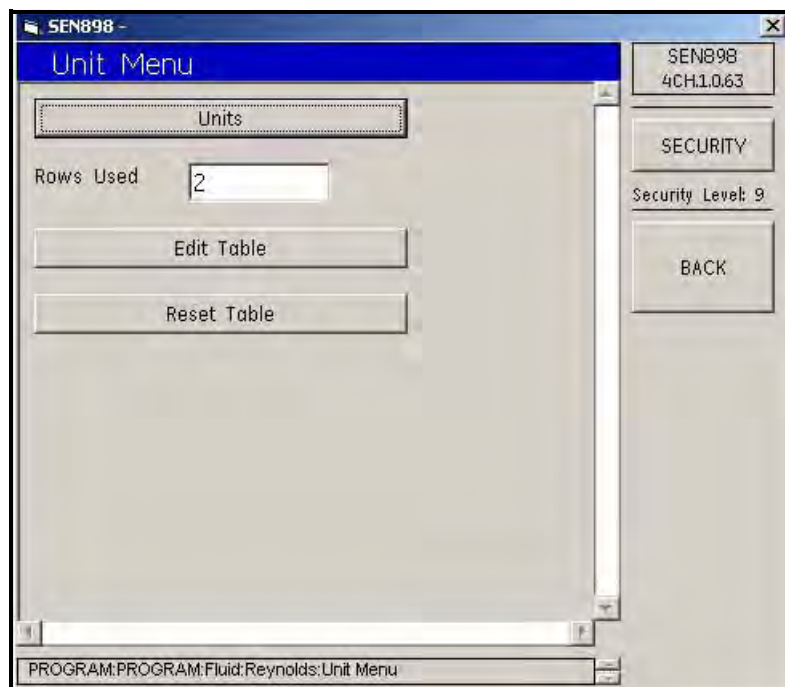 SEN898 -
Unit Menu
SEN898
4CH.1.0.63
Units
SECURITY
Rows Used 2
Security Level: 9
Edit Table
BACK
Reset Table
PROGRAM:PROGRAM:Fluid:Reynolds:Unit Menu